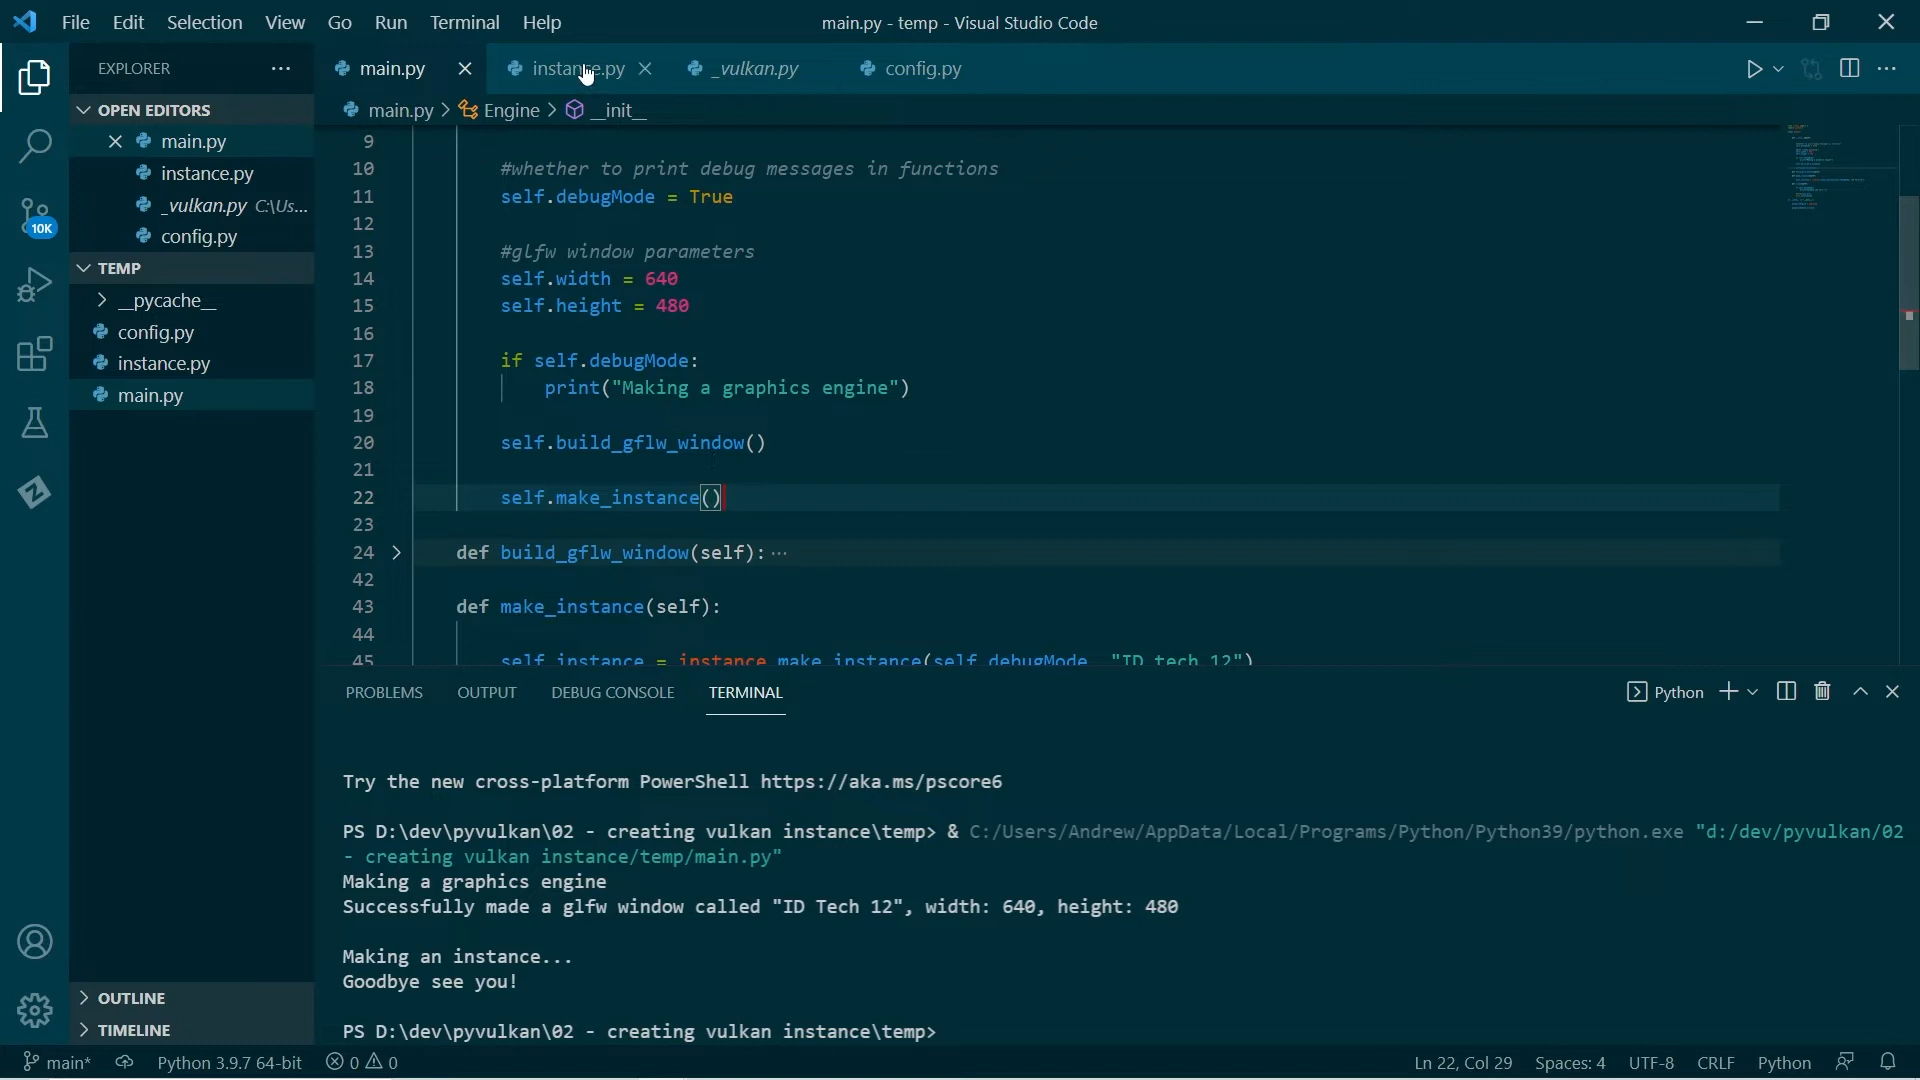 File Edit Selection View Go Run Terminal Help
main.py - temp - Visual Studio Code
EXPLORER
main.py
instance.py
_vulkan.py
config.py
OPEN EDITORS
main.py
instance.py
_vulkan.py C:\Us...
config.py
10K
TEMP
__pycache__
config.py
instance.py
main.py
OUTLINE
TIMELINE
main.py > Engine > __init__
9
10 #whether to print debug messages in functions
11 self.debugMode = True
12
13 #glfw window parameters
14 self.width = 640
15 self.height = 480
16
17 if self.debugMode:
18 print("Making a graphics engine")
19
20 self.build_gflw_window()
21
22 self.make_instance()
23
24 def build_gflw_window(self): ···
42
43 def make_instance(self):
44
45 self.instance = instance.make_instance(self.debugMode, "ID tech 12")
PROBLEMS OUTPUT DEBUG CONSOLE TERMINAL
Python
Try the new cross-platform PowerShell https://aka.ms/pscore6
PS D:\dev\pyvulkan\02 - creating vulkan instance\temp> & C:/Users/Andrew/AppData/Local/Programs/Python/Python39/python.exe "d:/dev/pyvulkan/02
- creating vulkan instance/temp/main.py"
Making a graphics engine
Successfully made a glfw window called "ID Tech 12", width: 640, height: 480
Making an instance...
Goodbye see you!
PS D:\dev\pyvulkan\02 - creating vulkan instance\temp>
main* Python 3.9.7 64-bit 0 0
Ln 22, Col 29 Spaces: 4 UTF-8 CRLF Python